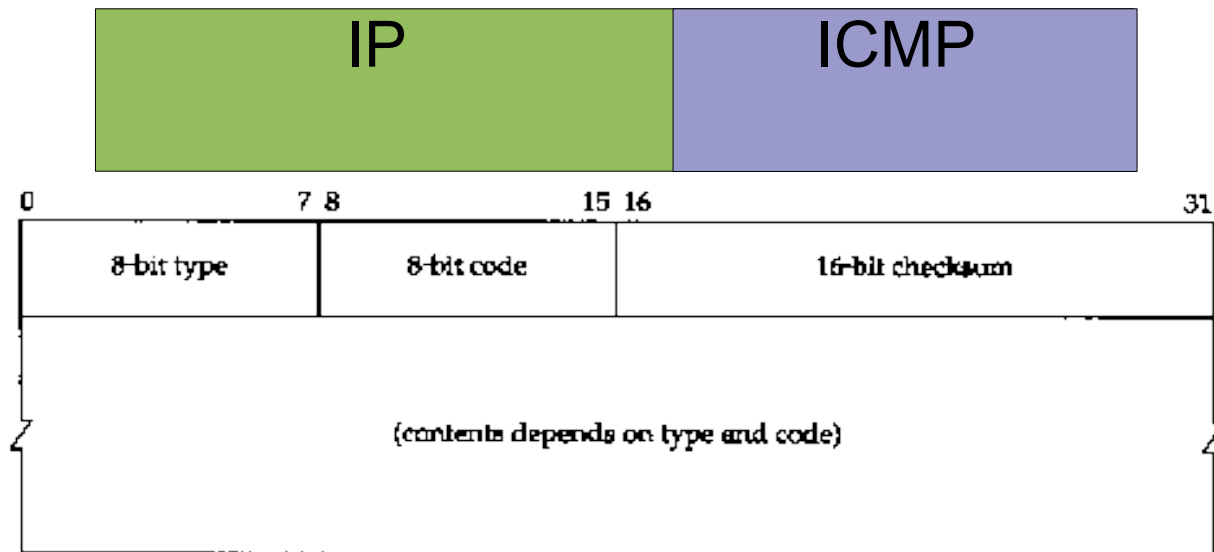 IP ICMP
0 7 8 15 16 31
8-bit type 8-bit code 16-bit checksum
(contents depends on type and code)